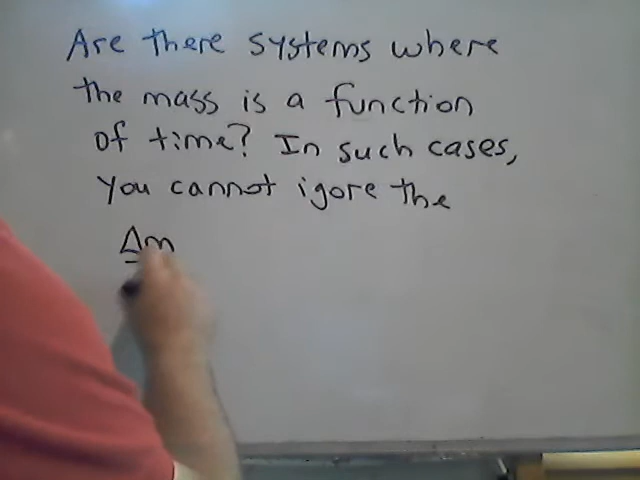 Are there systems where
the mass is a function
of time? In such cases,
you cannot igore the
Δm